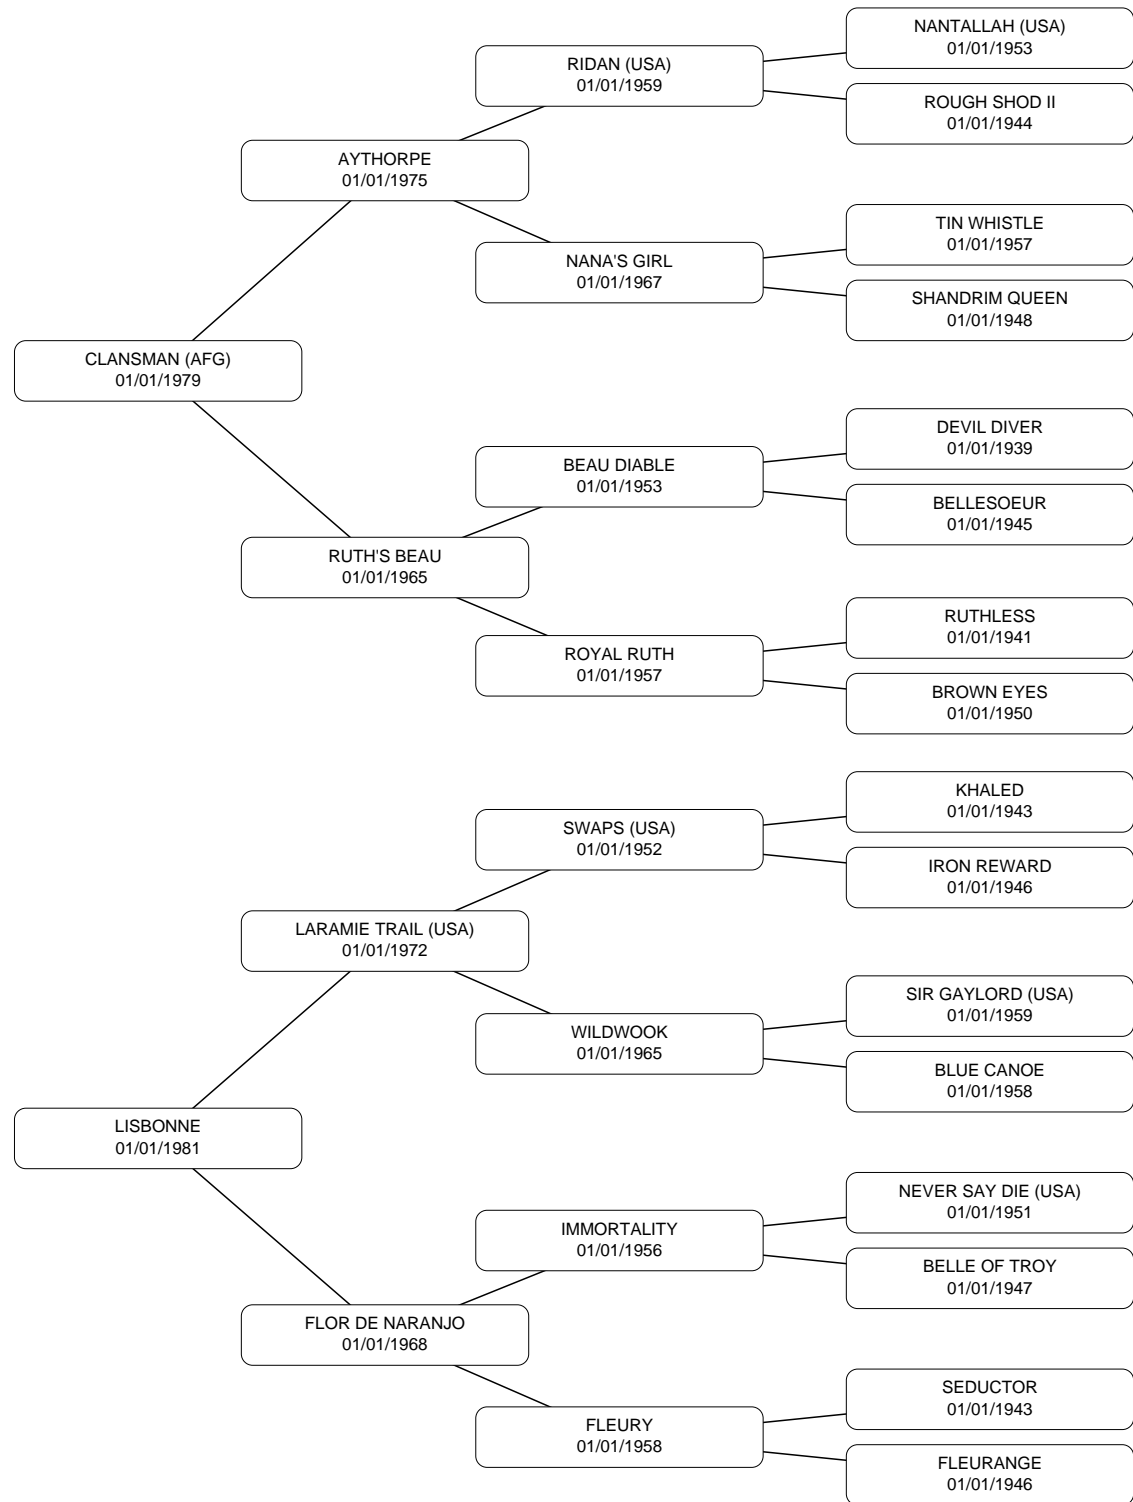 NANTALLAH (USA)
01/01/1953
RIDAN (USA)
01/01/1959
ROUGH SHOD II
01/01/1944
AYTHORPE
01/01/1975
TIN WHISTLE
01/01/1957
NANA'S GIRL
01/01/1967
SHANDRIM QUEEN
01/01/1948
CLANSMAN (AFG)
01/01/1979
DEVIL DIVER
01/01/1939
BEAU DIABLE
01/01/1953
BELLESOEUR
01/01/1945
RUTH'S BEAU
01/01/1965
RUTHLESS
01/01/1941
ROYAL RUTH
01/01/1957
BROWN EYES
01/01/1950
KHALED
01/01/1943
SWAPS (USA)
01/01/1952
IRON REWARD
01/01/1946
LARAMIE TRAIL (USA)
01/01/1972
SIR GAYLORD (USA)
01/01/1959
WILDWOOK
01/01/1965
BLUE CANOE
01/01/1958
LISBONNE
01/01/1981
NEVER SAY DIE (USA)
01/01/1951
IMMORTALITY
01/01/1956
BELLE OF TROY
01/01/1947
FLOR DE NARANJO
01/01/1968
SEDUCTOR
01/01/1943
FLEURY
01/01/1958
FLEURANGE
01/01/1946